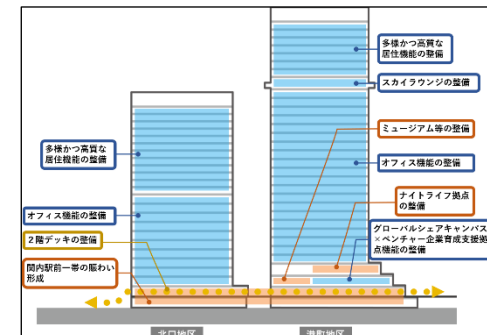 多様かつ高質な
居住機能の整備
スカイラウンジの整備
ミュージアム等の整備
多様かつ高質な
居住機能の整備
オフィス機能の整備
ナイトライフ拠点
の整備
オフィス機能の整備
2階デッキの整備
グローバルシェアキャンパス
×ベンチャー企業育成支援拠
点機能の整備
関内駅前一帯の賑わい
形成
北口地区
港町地区